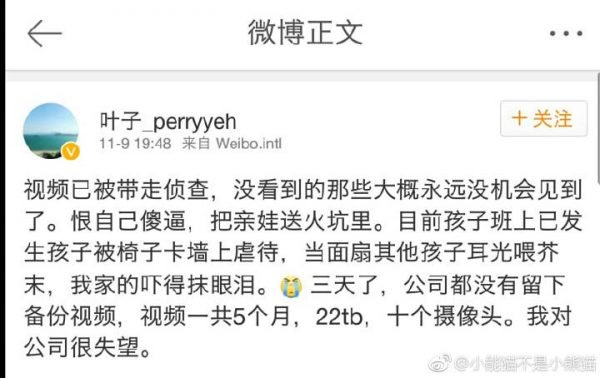 微博正文
叶子_perryyeh
+关注
11-9 19:48 来自 Weibo.intl
视频已被带走侦查，没看到的那些大概永远没机会见到
了。恨自己傻逼，把亲娃送火坑里。目前孩子班上已发
生孩子被椅子卡墙上虐待，当面扇其他孩子耳光喂芥
末，我家的吓得抹眼泪。😭 三天了，公司都没有留下
备份视频，视频一共5个月，22tb，十个摄像头。我对
公司很失望。
@小能猫不是小熊猫